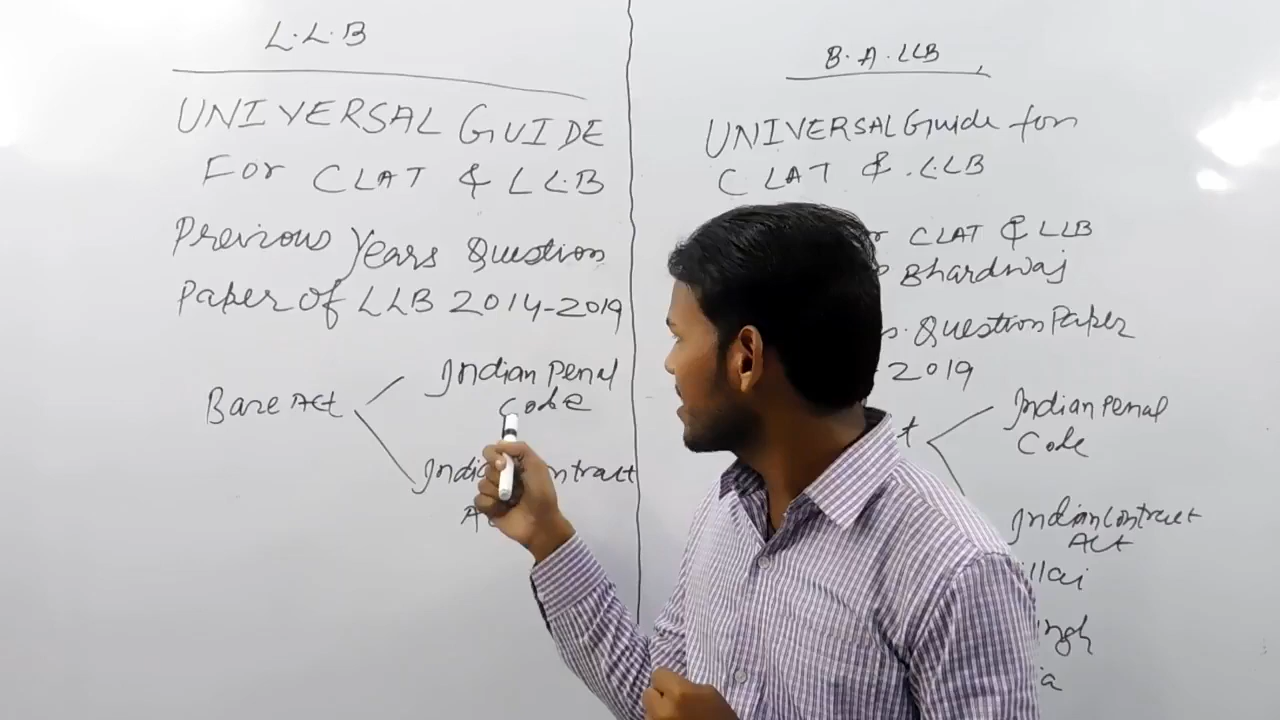 L.L.B
UNIVERSAL GUIDE
For CLAT & LLB
Previous Years Question
Paper of LLB 2014-2019
Bare Act
Indian Penal
Code
Indian Contract
B.A.LLB
UNIVERSAL Guide for
CLAT & LLB
CLAT & LLB
Bhardwaj
Question Paper
2019
Indian Penal
Code
Indian Contract
Act